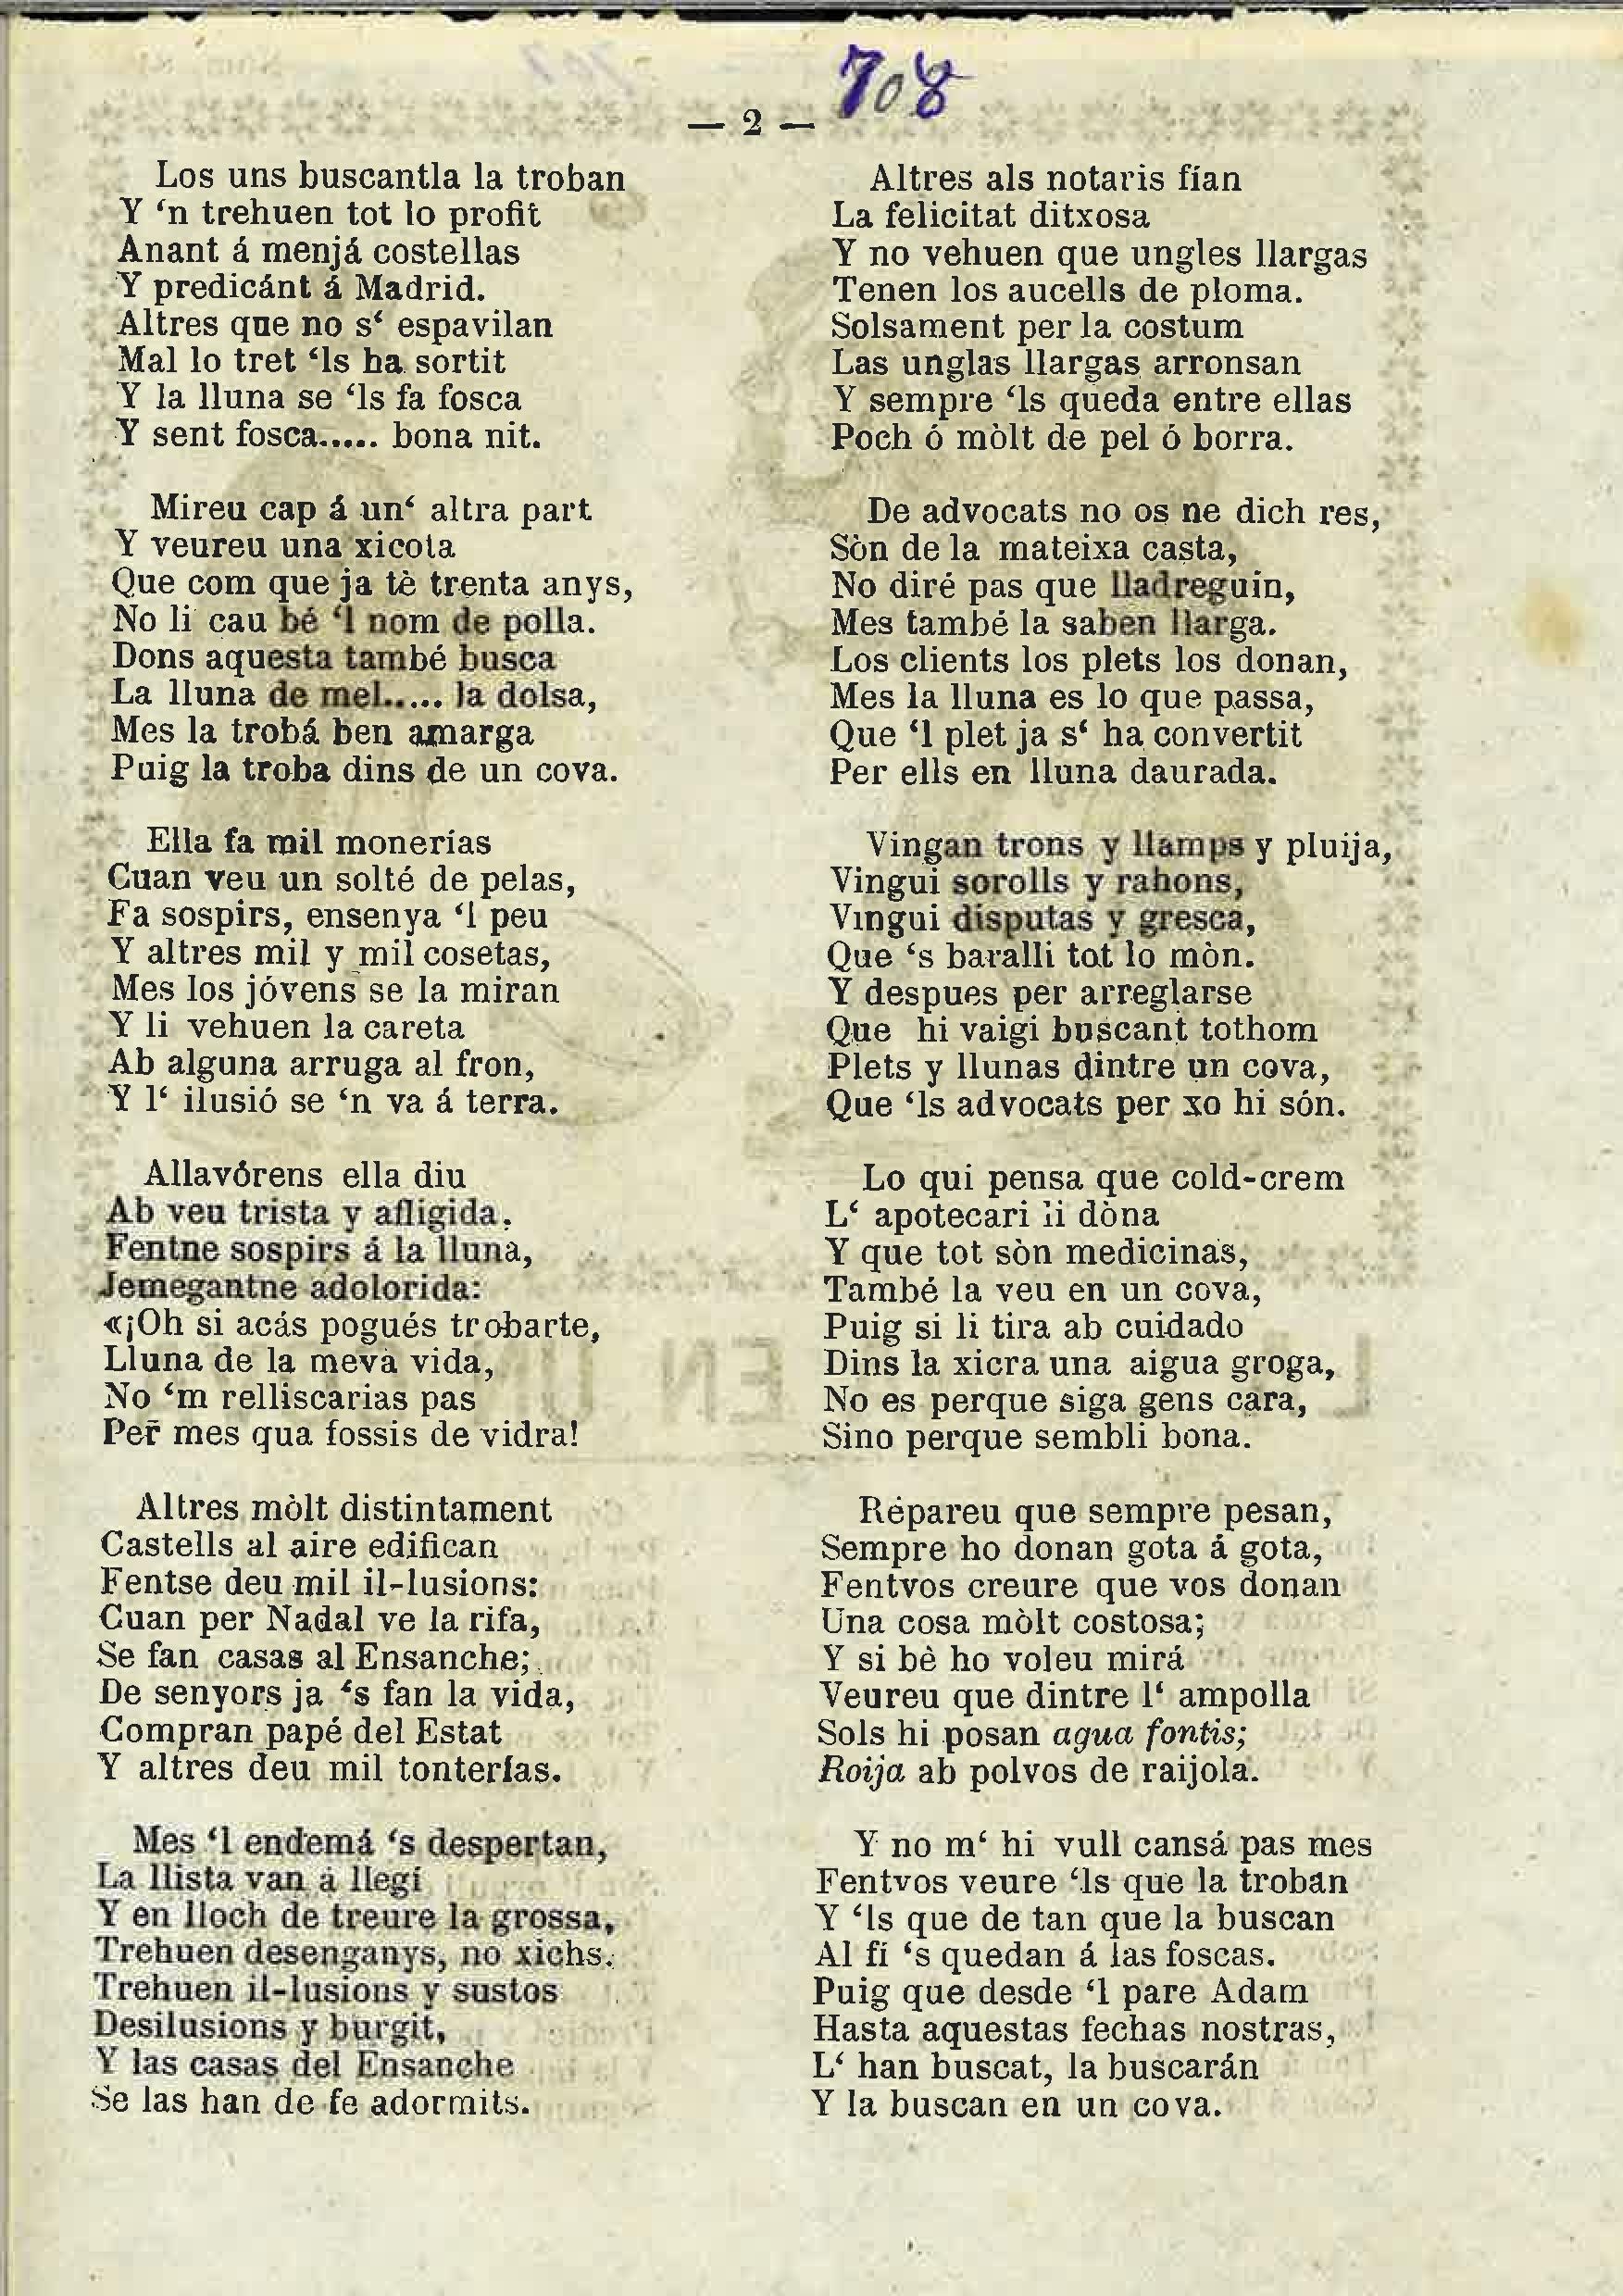 708
— 2 —
Los uns buscantla la troban
Y ‘n trehuen tot lo profit
Anant á menjá costellas
Y predicánt á Madrid.
Altres que no s‘ espavilan
Mal lo tret ‘ls ha sortit
Y la lluna se ‘ls fa fosca
Y sent fosca..... bona nit.
Mireu cap á un‘ altra part
Y veureu una xicota
Que com que ja tè trenta anys,
No li cau bé ‘l nom de polla.
Dons aquesta també busca
La lluna de mel..... la dolsa,
Mes la trobá ben amarga
Puig la troba dins de un cova.
Ella fa mil monerías
Cuan veu un solté de pelas,
Fa sospirs, ensenya ‘l peu
Y altres mil y mil cosetas,
Mes los jóvens se la miran
Y li vehuen la careta
Ab alguna arruga al fron,
Y l‘ ilusió se ‘n va á terra.
Allavórens ella diu
Ab veu trista y afligida.
Fentne sospirs á la lluna,
Jemegantne adolorida:
«¡Oh si acás pogués trobarte,
Lluna de la meva vida,
No ‘m relliscarias pas
Per mes qua fossis de vidra!
Altres mòlt distintament
Castells al aire edifican
Fentse deu mil il-lusions:
Cuan per Nadal ve la rifa,
Se fan casas al Ensanche;
De senyors ja ‘s fan la vida,
Compran papé del Estat
Y altres deu mil tonterías.
Mes ‘l endemá ‘s despertan,
La llista van á llegí
Y en lloch de treure la grossa,
Trehuen desenganys, no xichs.
Trehuen il-lusions y sustos
Desilusions y burgit,
Y las casas del Ensanche
Se las han de fe adormits.
Altres als notaris fían
La felicitat ditxosa
Y no vehuen que ungles llargas
Tenen los aucells de ploma.
Solsament per la costum
Las unglas llargas arronsan
Y sempre ‘ls queda entre ellas
Poch ó mòlt de pel ó borra.
De advocats no os ne dich res,
Sòn de la mateixa casta,
No diré pas que lladreguin,
Mes també la saben llarga.
Los clients los plets los donan,
Mes la lluna es lo que passa,
Que ‘l plet ja s‘ ha convertit
Per ells en lluna daurada.
Vingan trons y llamps y pluija,
Vingui sorolls y rahons,
Vingui disputas y gresca,
Que ‘s baralli tot lo mòn.
Y despues per arreglarse
Que hi vaigi buscant tothom
Plets y llunas dintre un cova,
Que ‘ls advocats per xo hi són.
Lo qui pensa que cold-crem
L‘ apotecari li dòna
Y que tot sòn medicinas,
També la veu en un cova,
Puig si li tira ab cuidado
Dins la xicra una aigua groga,
No es perque siga gens cara,
Sino perque sembli bona.
Répareu que sempre pesan,
Sempre ho donan gota á gota,
Fentvos creure que vos donan
Una cosa mòlt costosa;
Y si bè ho voleu mirá
Veureu que dintre l‘ ampolla
Sols hi posan agua fontis;
Roija ab polvos de raijola.
Y no m‘ hi vull cansá pas mes
Fentvos veure ‘ls que la troban
Y ‘ls que de tan que la buscan
Al fi ‘s quedan á las foscas.
Puig que desde ‘l pare Adam
Hasta aquestas fechas nostras,
L‘ han buscat, la buscarán
Y la buscan en un cova.